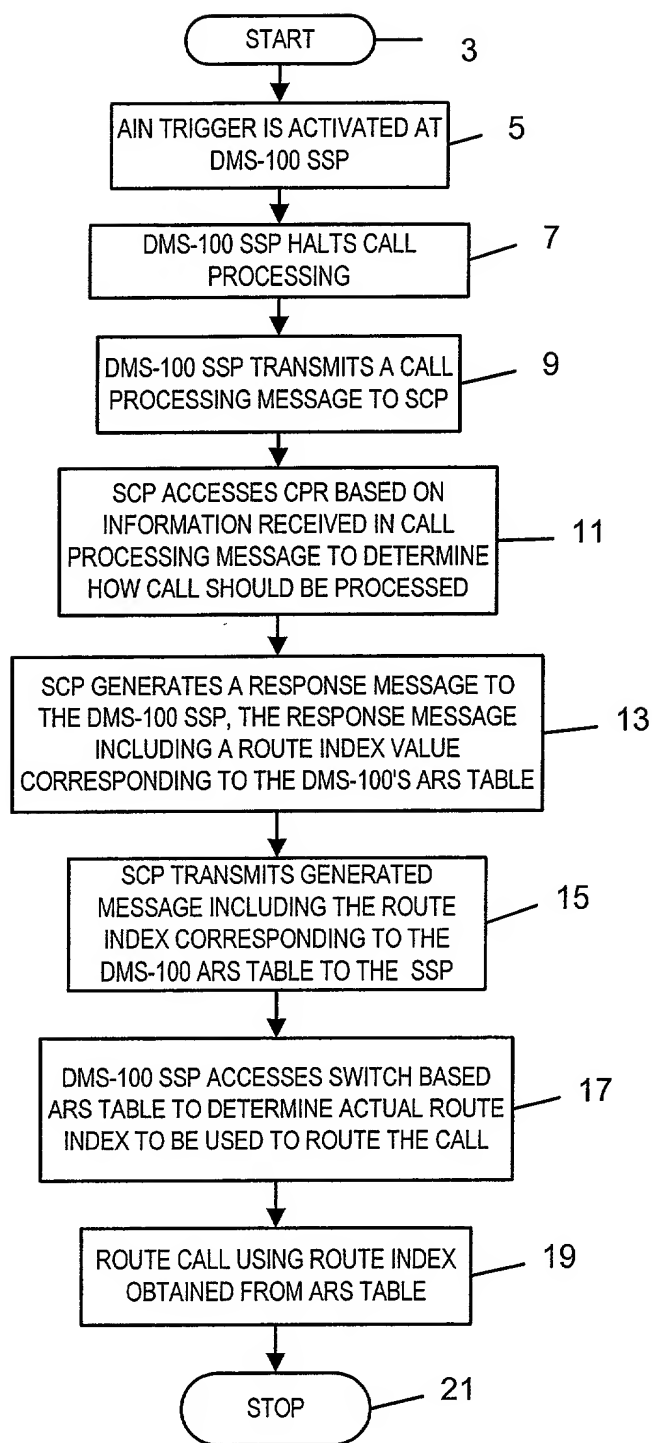 START
3
AIN TRIGGER IS ACTIVATED AT
DMS-100 SSP
5
DMS-100 SSP HALTS CALL
PROCESSING
7
DMS-100 SSP TRANSMITS A CALL
PROCESSING MESSAGE TO SCP
9
SCP ACCESSES CPR BASED ON
INFORMATION RECEIVED IN CALL
PROCESSING MESSAGE TO DETERMINE
HOW CALL SHOULD BE PROCESSED
11
SCP GENERATES A RESPONSE MESSAGE TO
THE DMS-100 SSP, THE RESPONSE MESSAGE
INCLUDING A ROUTE INDEX VALUE
CORRESPONDING TO THE DMS-100'S ARS TABLE
13
SCP TRANSMITS GENERATED
MESSAGE INCLUDING THE ROUTE
INDEX CORRESPONDING TO THE
DMS-100 ARS TABLE TO THE SSP
15
DMS-100 SSP ACCESSES SWITCH BASED
ARS TABLE TO DETERMINE ACTUAL ROUTE
INDEX TO BE USED TO ROUTE THE CALL
17
ROUTE CALL USING ROUTE INDEX
OBTAINED FROM ARS TABLE
19
STOP
21